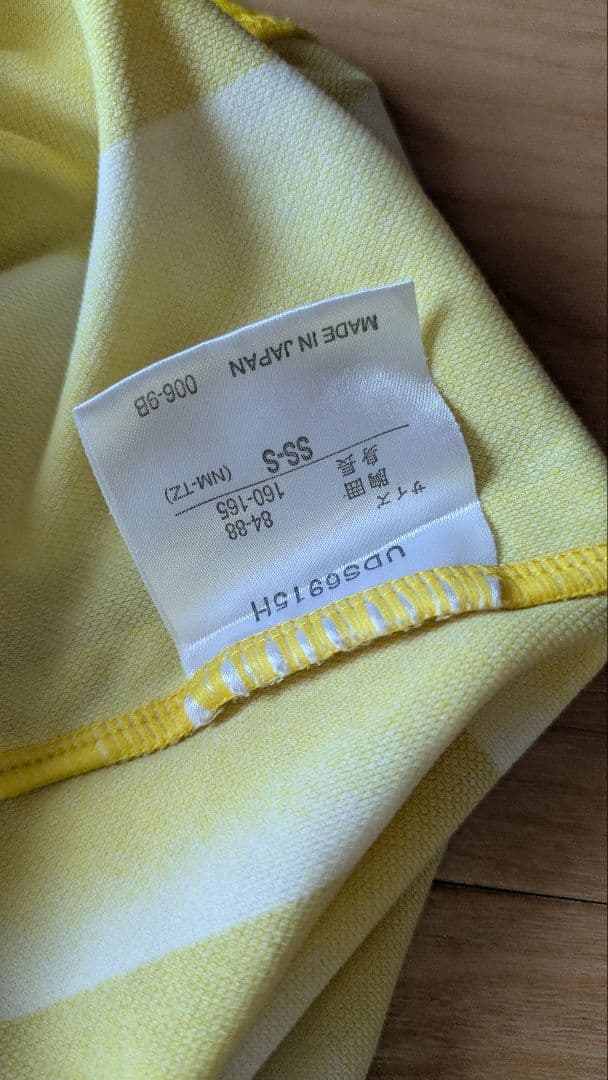 UDS6915H
サイズ
胸囲 84-88
身長 160-165
SS-S (NM-TZ)
MADE IN JAPAN 006-9B